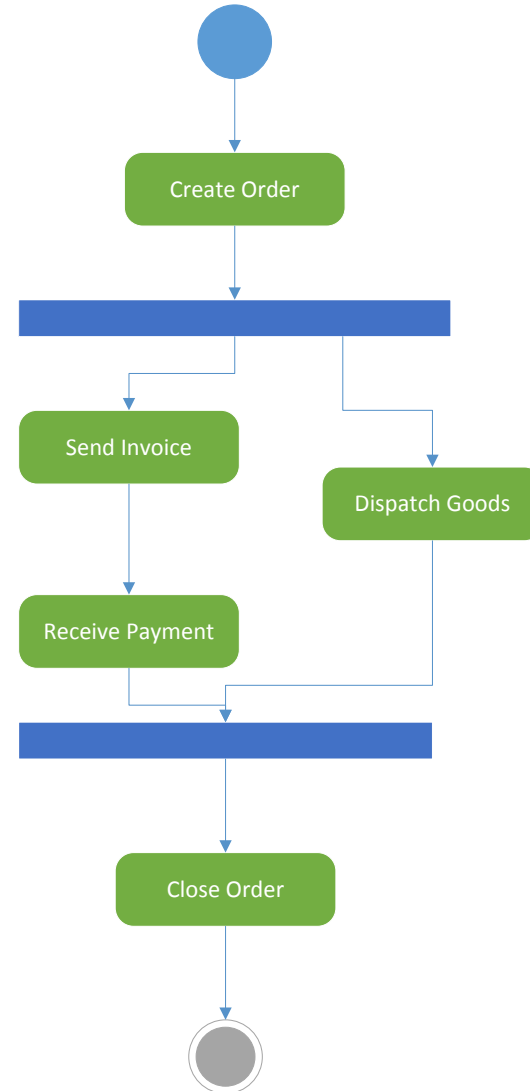 Create Order
Send Invoice
Dispatch Goods
Receive Payment
Close Order